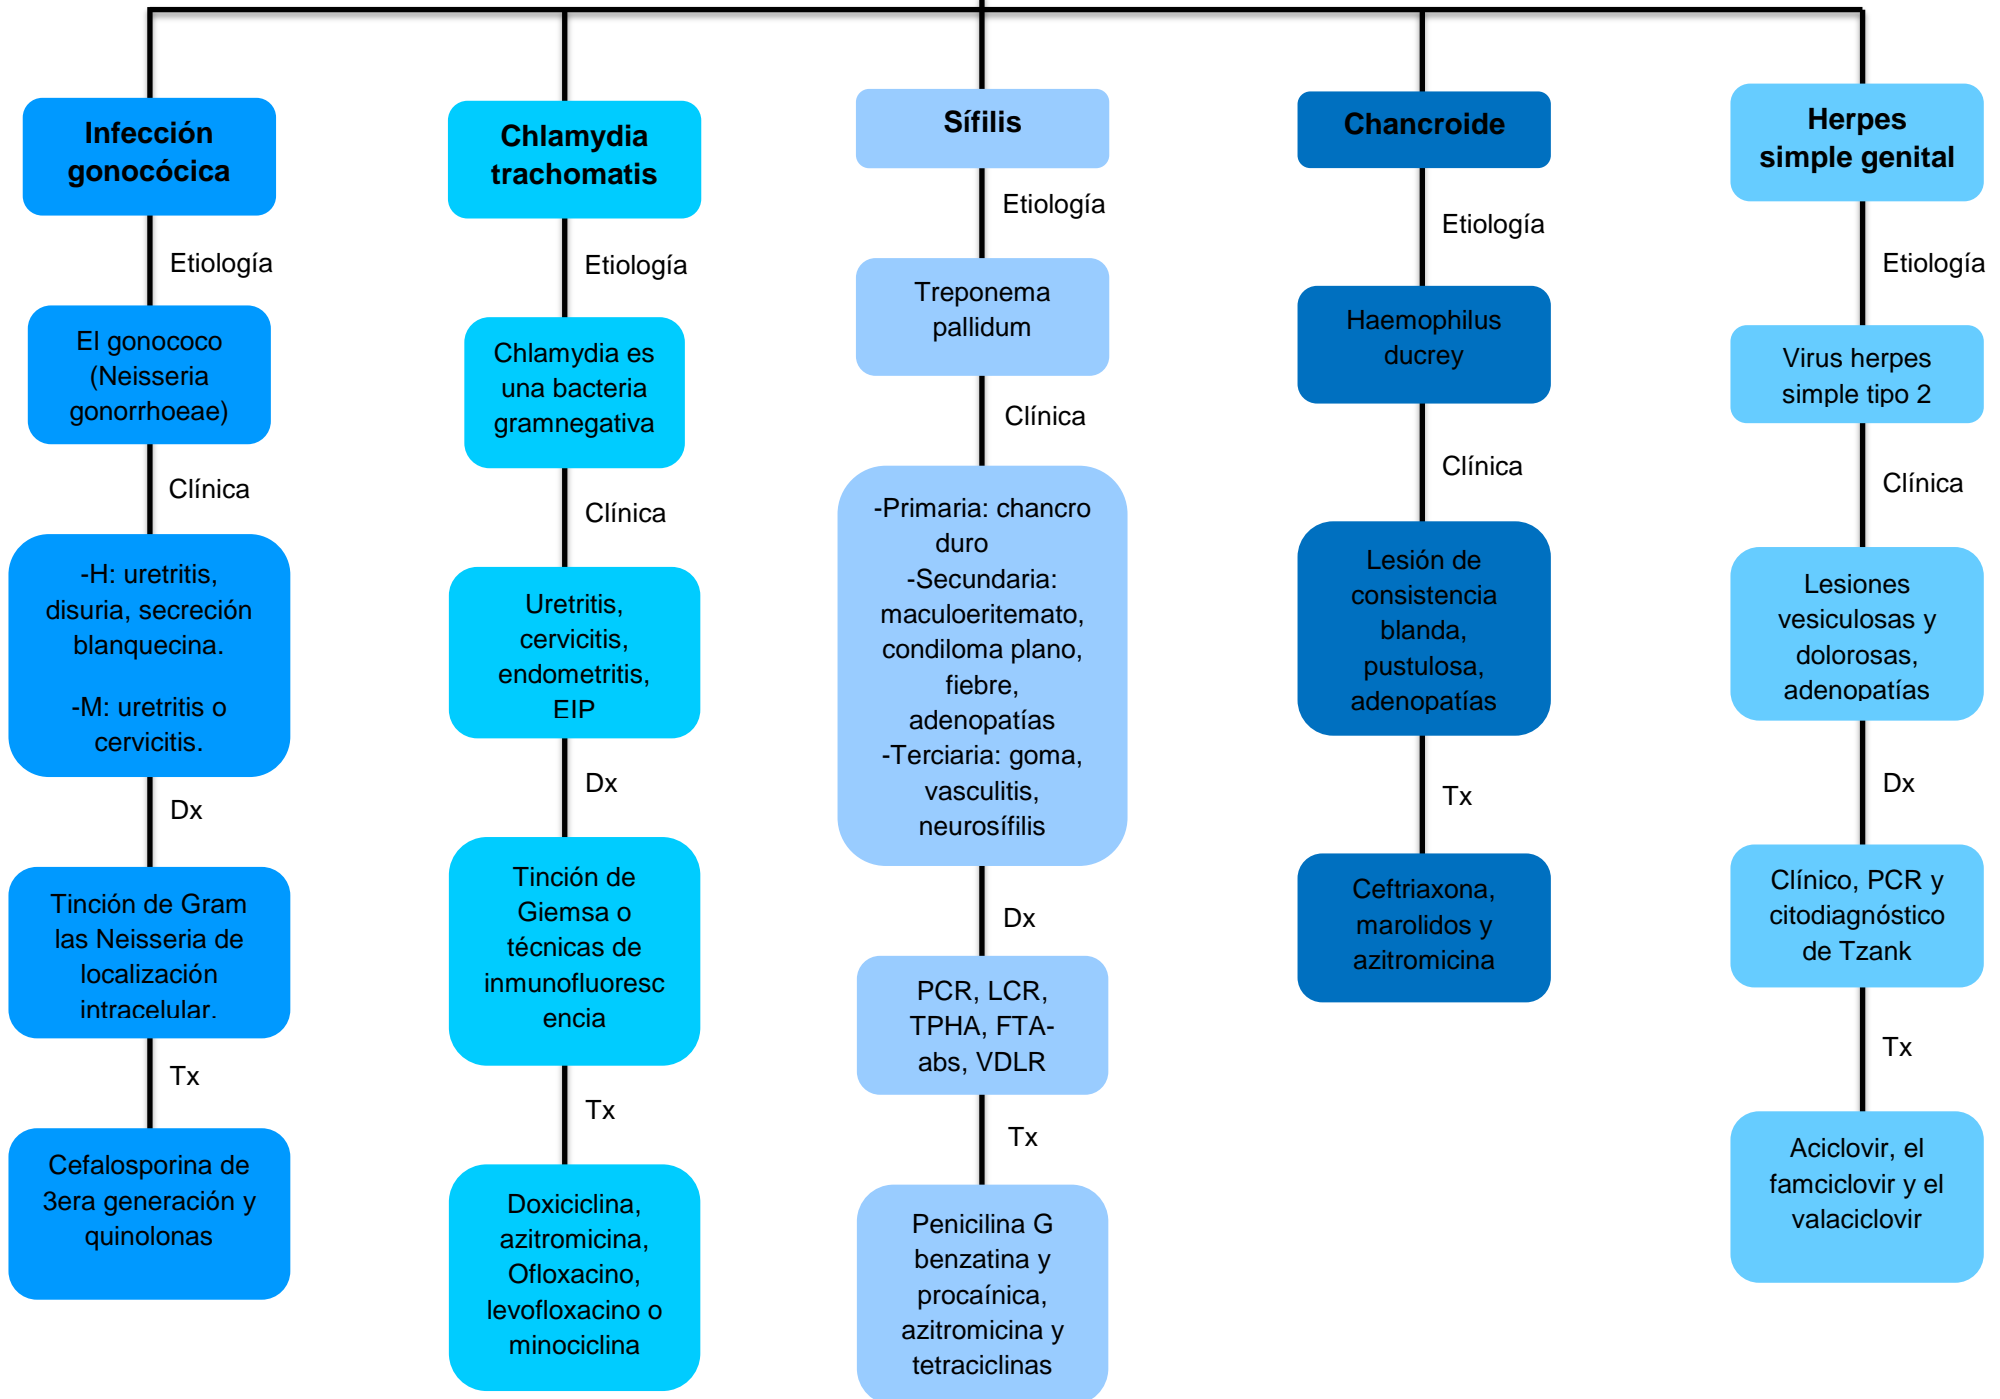 Infección
gonocócica
Etiología
El gonococo
(Neisseria
gonorrhoeae)
Clínica
-H: uretritis,
disuria, secreción
blanquecina.
-M: uretritis o
cervicitis.
Dx
Tinción de Gram
las Neisseria de
localización
intracelular.
Tx
Cefalosporina de
3era generación y
quinolonas
Chlamydia
trachomatis
Etiología
Chlamydia es
una bacteria
gramnegativa
Clínica
Uretritis,
cervicitis,
endometritis,
EIP
Dx
Tinción de
Giemsa o
técnicas de
inmunofluoresc
encia
Tx
Doxiciclina,
azitromicina,
Ofloxacino,
levofloxacino o
minociclina
Sífilis
Etiología
Treponema
pallidum
Clínica
-Primaria: chancro
duro
-Secundaria:
maculoeritemato,
condiloma plano,
fiebre,
adenopatías
-Terciaria: goma,
vasculitis,
neurosífilis
Dx
PCR, LCR,
TPHA, FTA-
abs, VDLR
Tx
Penicilina G
benzatina y
procaínica,
azitromicina y
tetraciclinas
Chancroide
Etiología
Haemophilus
ducrey
Clínica
Lesión de
consistencia
blanda,
pustulosa,
adenopatías
Tx
Ceftriaxona,
marolidos y
azitromicina
Herpes
simple genital
Etiología
Virus herpes
simple tipo 2
Clínica
Lesiones
vesiculosas y
dolorosas,
adenopatías
Dx
Clínico, PCR y
citodiagnóstico
de Tzank
Tx
Aciclovir, el
famciclovir y el
valaciclovir